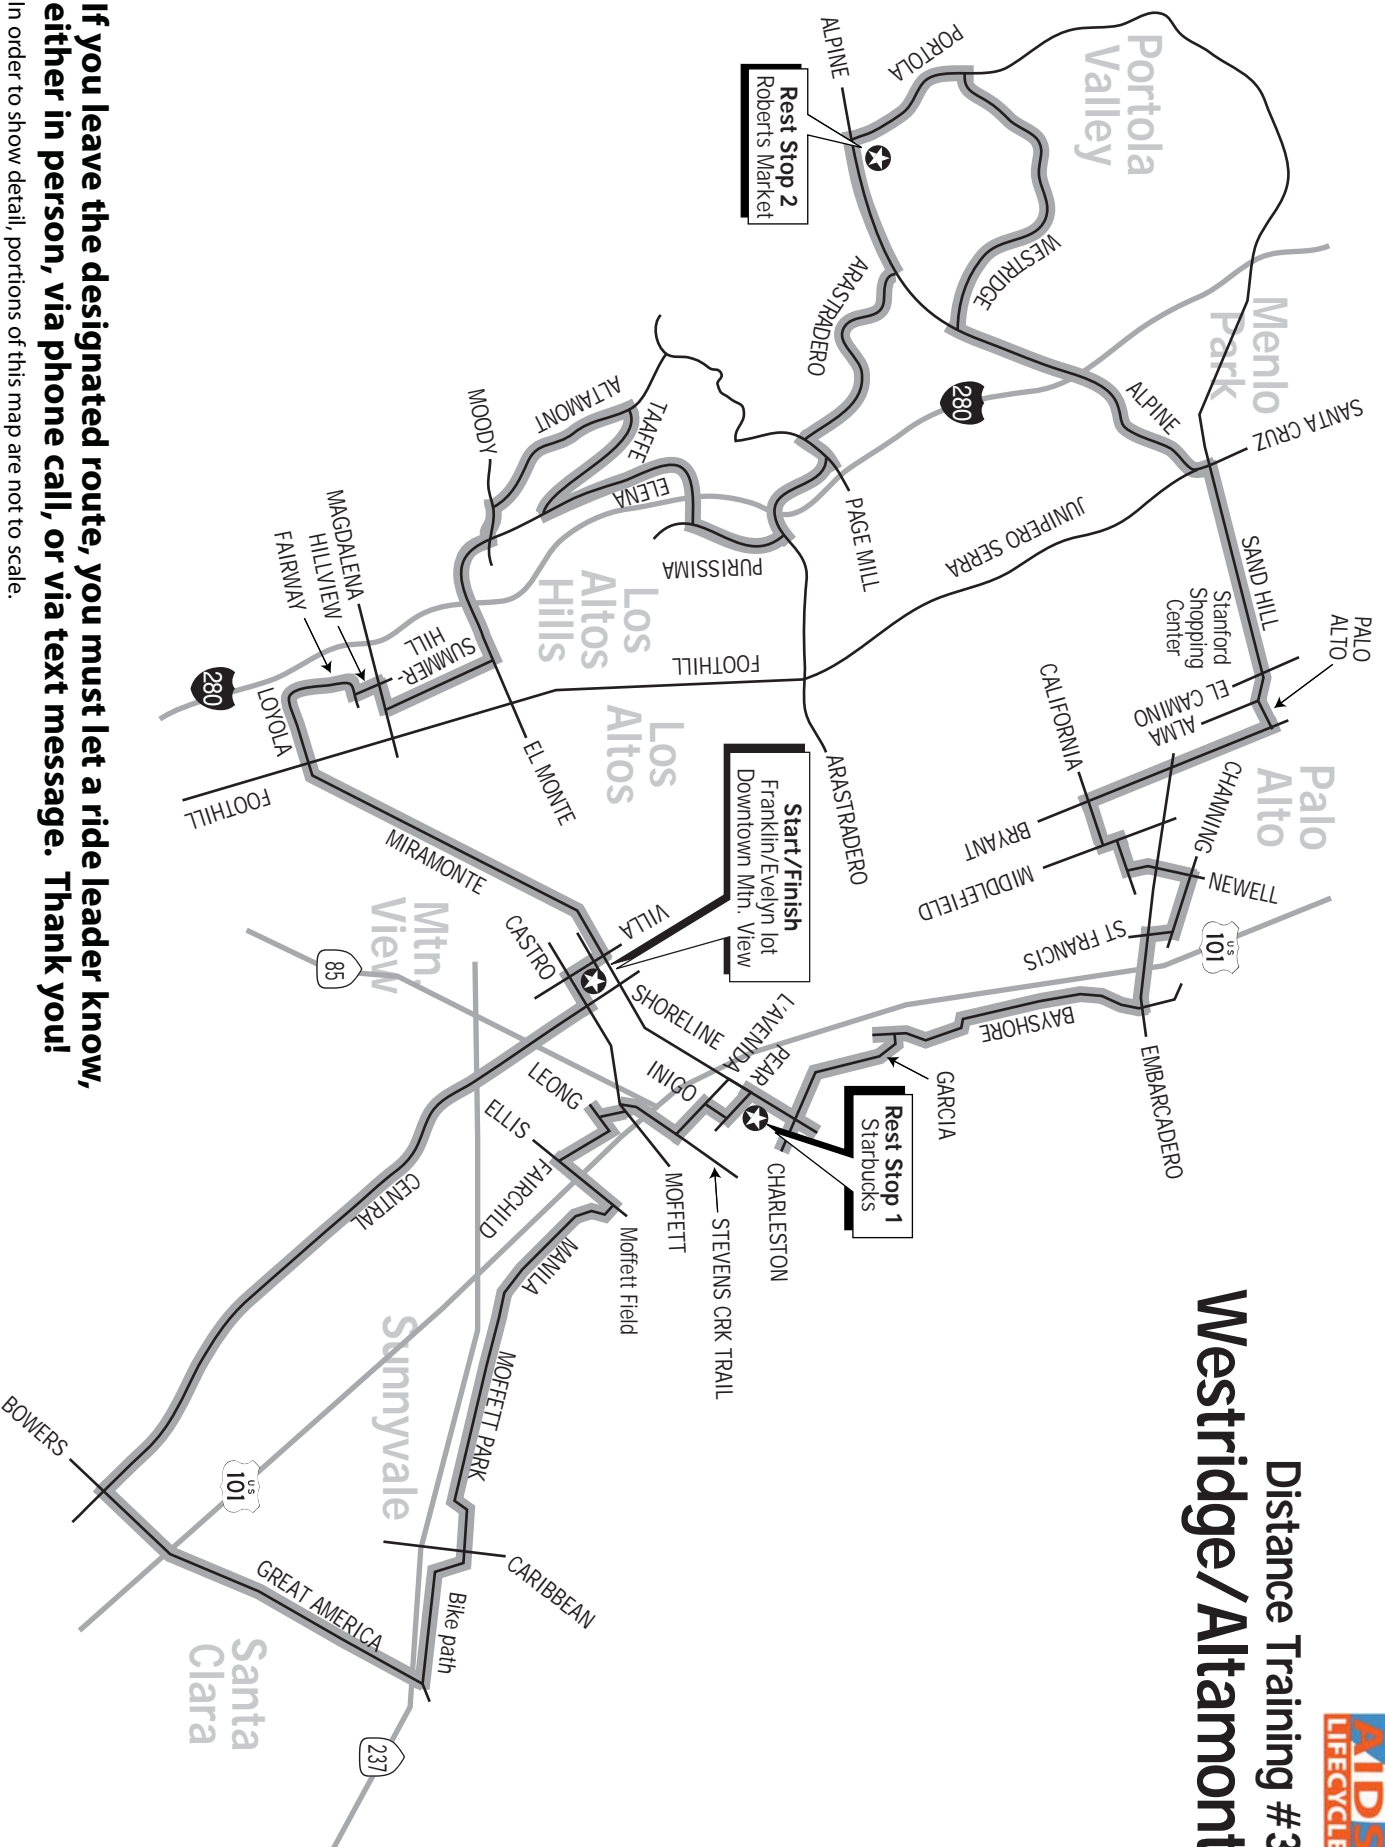 AIDS
LIFECYCLE
Distance Training #3
Westridge/Altamont
Portola
Valley
Menlo
Park
Palo
Alto
Los
Altos
Hills
Los
Altos
Mtn.
View
Sunnyvale
Santa
Clara
ALPINE
PORTOLA
Rest Stop 2
Roberts Market
WESTRIDGE
ARASTRADERO
280
ALPINE
SANTA CRUZ
SAND HILL
JUNIPERO SERRA
PAGE MILL
Stanford
Shopping
Center
PALO
ALTO
EL CAMINO
ALMA
CALIFORNIA
CHANNING
BRYANT
MIDDLEFIELD
NEWELL
ST FRANCIS
US
101
BAYSHORE
EMBARCADERO
GARCIA
ALTAMONT
TAAFFE
ELENA
MOODY
PURISSIMA
MAGDALENA
HILLVIEW
FAIRWAY
SUMMER-
HILL
FOOTHILL
280
LOYOLA
FOOTHILL
EL MONTE
ARASTRADERO
MIRAMONTE
Start/Finish
Franklin/Evelyn lot
Downtown Mtn. View
VILLA
CASTRO
SHORELINE
85
L'AVENIDA
PEAR
INIGO
Rest Stop 1
Starbucks
CHARLESTON
STEVENS CRK TRAIL
MOFFETT
LEONG
ELLIS
FAIRCHILD
Moffett Field
MANILA
CENTRAL
MOFFETT PARK
CARIBBEAN
Bike path
BOWERS
US
101
GREAT AMERICA
237
If you leave the designated route, you must let a ride leader know,
either in person, via phone call, or via text message. Thank you!
In order to show detail, portions of this map are not to scale.